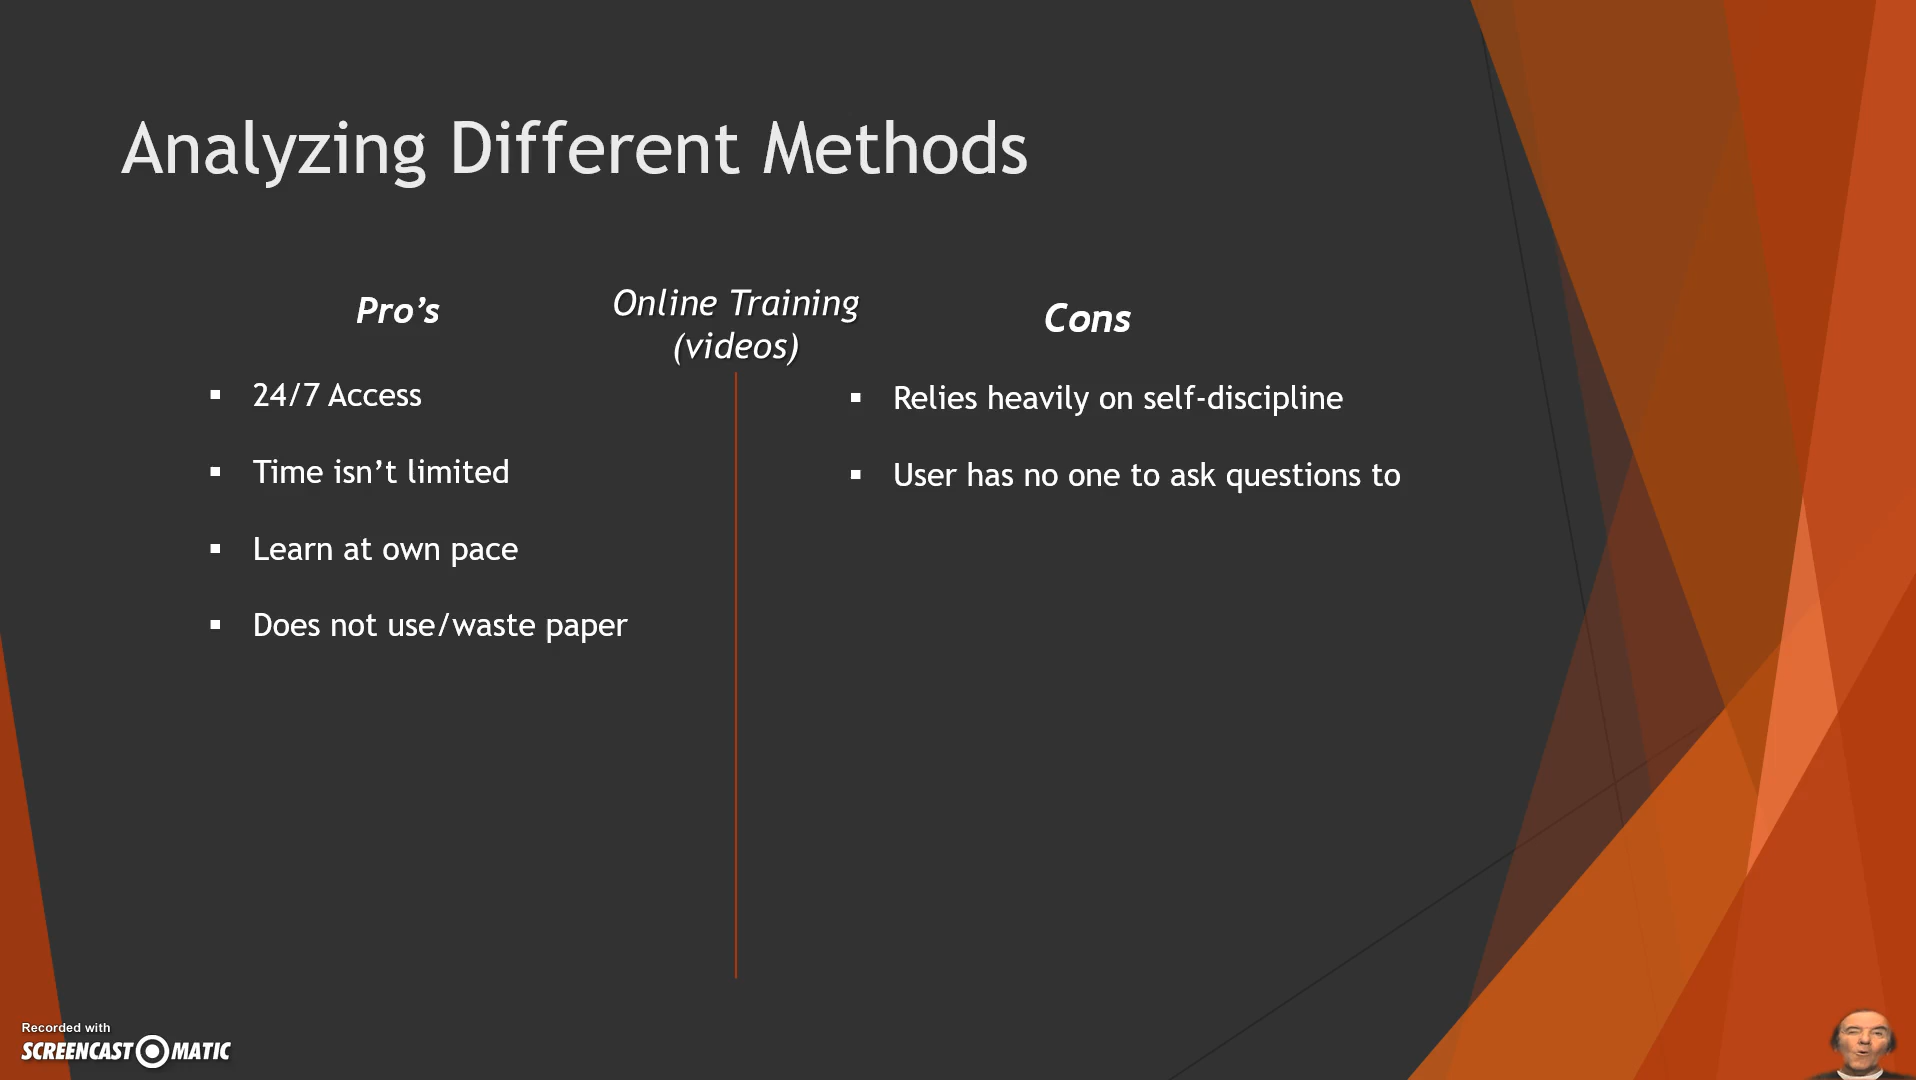 Analyzing Different Methods
Pro’s
Online Training
(videos)
Cons
▪ 24/7 Access
▪ Time isn’t limited
▪ Learn at own pace
▪ Does not use/waste paper
▪ Relies heavily on self-discipline
▪ User has no one to ask questions to
Recorded with
SCREENCAST MATIC